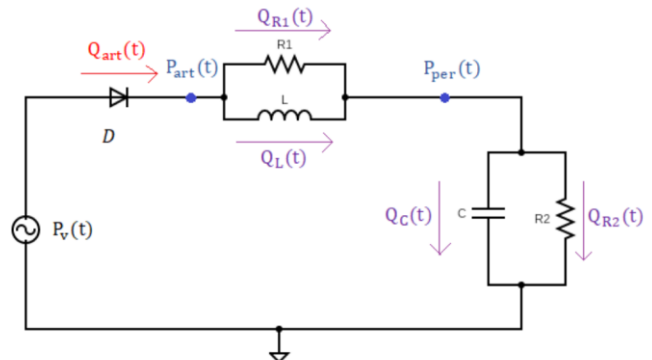 Q_R1(t)
Q_art(t)
R1
P_art(t)
P_per(t)
L
D
Q_L(t)
P_v(t)
Q_C(t)
C
R2
Q_R2(t)